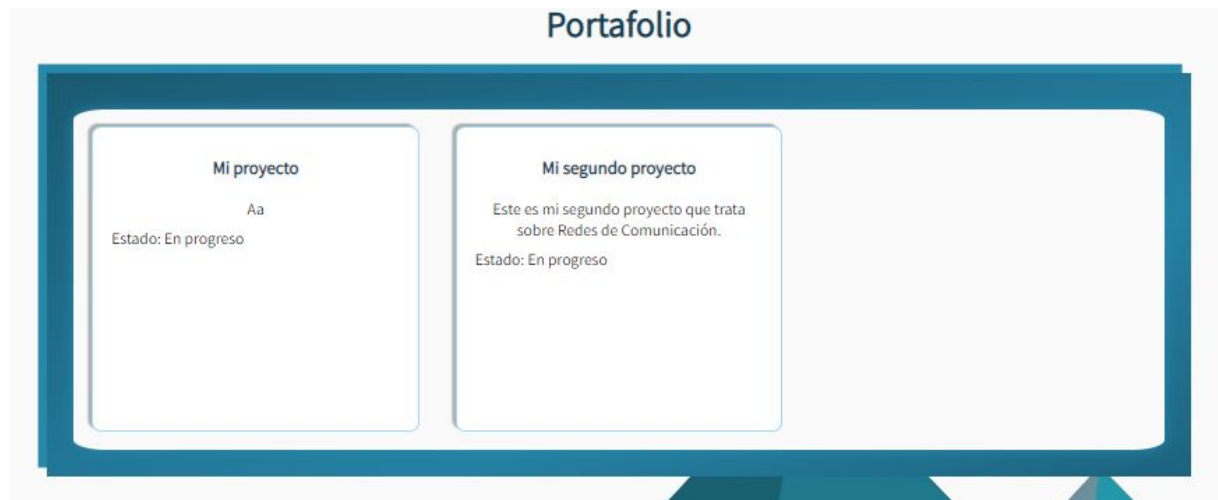 Portafolio
Mi proyecto
Aa
Estado: En progreso
Mi segundo proyecto
Este es mi segundo proyecto que trata
sobre Redes de Comunicación.
Estado: En progreso